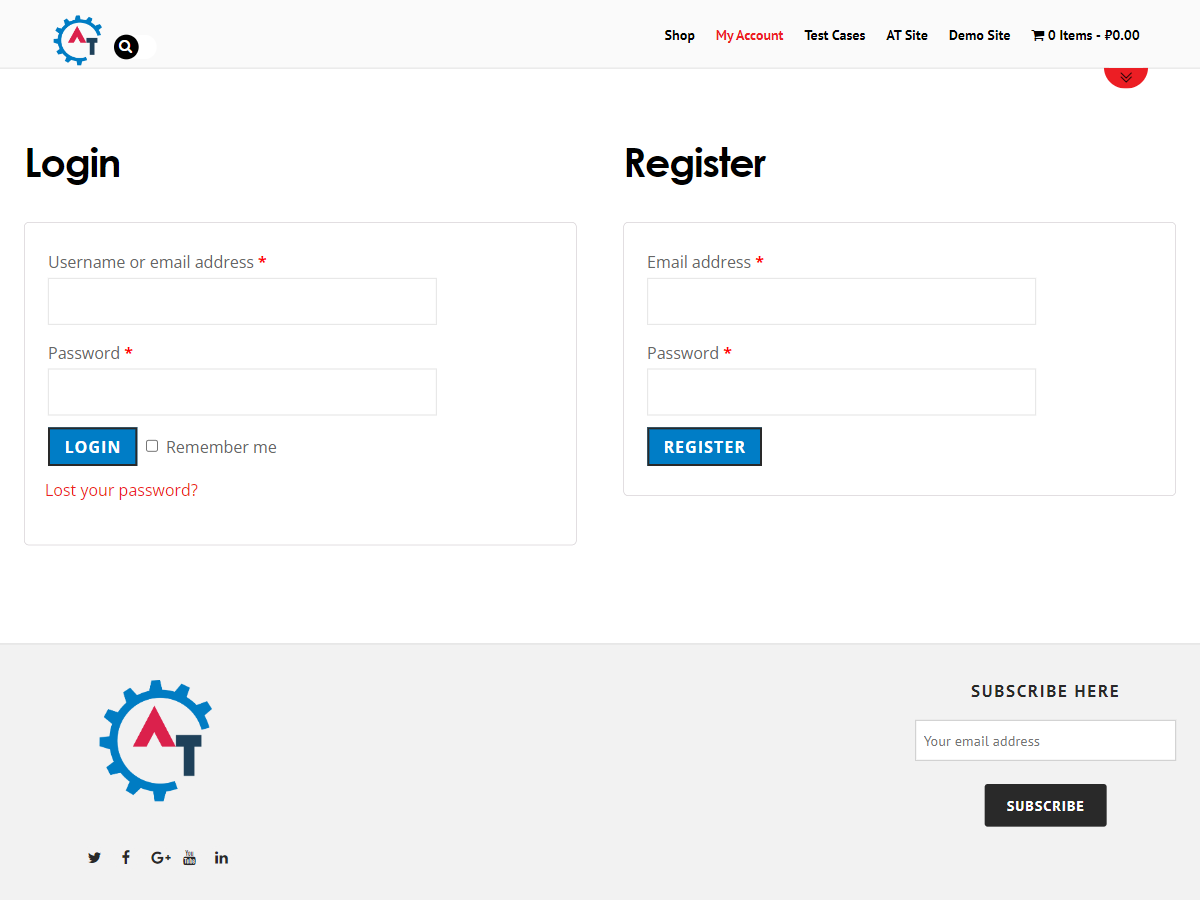 AT
Shop My Account Test Cases AT Site Demo Site 0 Items - ₽0.00
Login
Username or email address *
Password *
LOGIN Remember me
Lost your password?
Register
Email address *
Password *
REGISTER
AT
SUBSCRIBE HERE
Your email address
SUBSCRIBE
G+ You Tube in